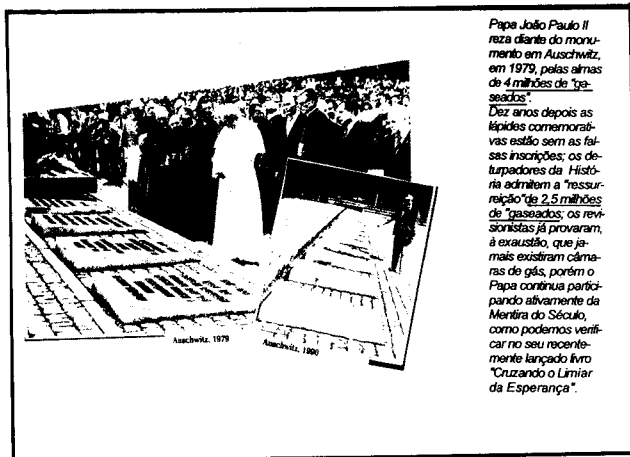 Papa João Paulo II
reza diante do monu-
mento em Auschwitz,
em 1979, pelas almas
de 4 milhões de "ga-
seados".
Dez anos depois as
lápides comemorati-
vas estão sem as fal-
sas inscrições; os de-
turpadores da Histó-
ria admitem a "ressur-
reição"de 2,5 milhões
de "gaseados; os revi-
sionistas já provaram,
à exaustão, que ja-
mais existiram câma-
ras de gás, porém o
Papa continua partici-
pando ativamente da
Mentira do Século,
como podemos verifi-
car no seu recente-
mente lançado livro
"Cruzando o Limiar
da Esperança".
Auschwitz, 1979
Auschwitz, 1990